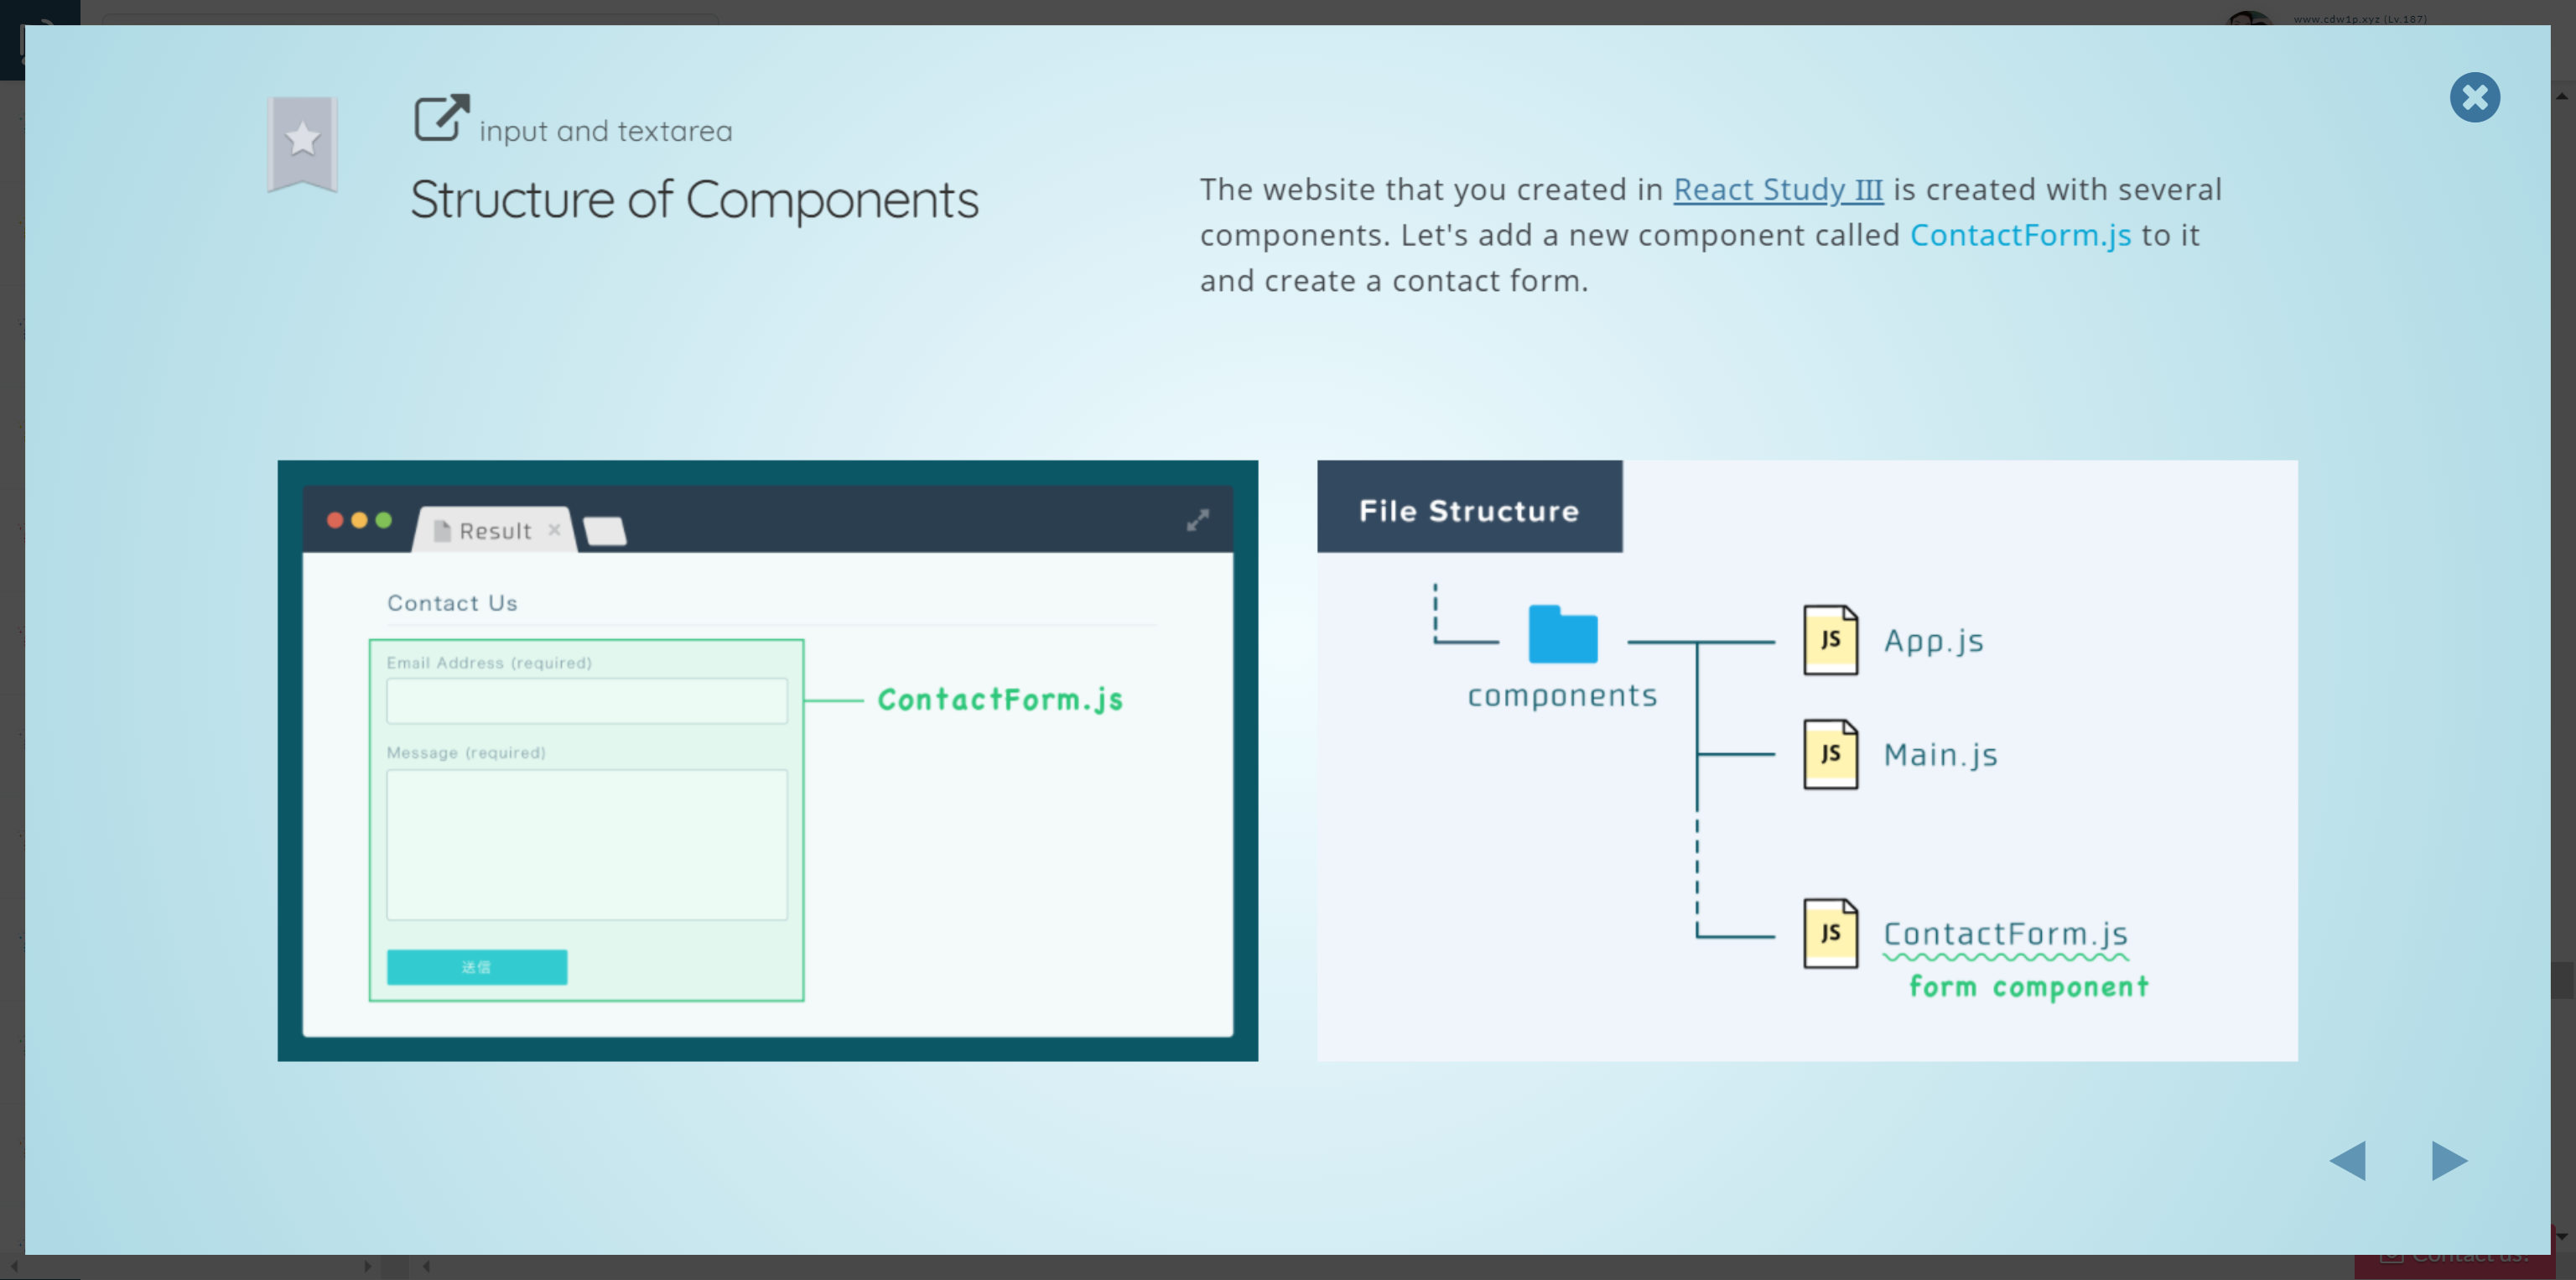 www.cdw1p.xyz (Lv.187)
input and textarea
Structure of Components
The website that you created in React Study III is created with several
components. Let's add a new component called ContactForm.js to it
and create a contact form.
Result
Contact Us
Email Address (required)
ContactForm.js
Message (required)
送信
File Structure
components
JS App.js
JS Main.js
JS ContactForm.js
form component
Contact us!